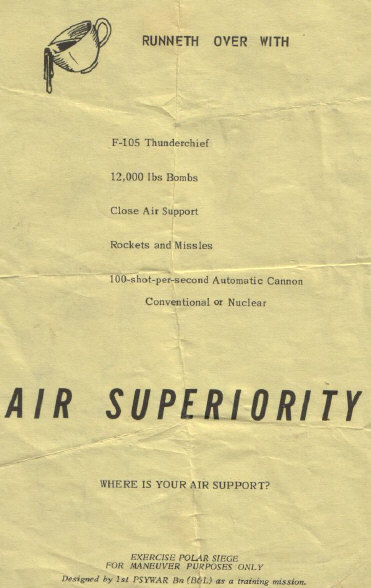 RUNNETH OVER WITH
F-105 Thunderchief
12,000 lbs Bombs
Close Air Support
Rockets and Missles
100-shot-per-second Automatic Cannon
Conventional or Nuclear
AIR SUPERIORITY
WHERE IS YOUR AIR SUPPORT?
EXERCISE POLAR SIEGE
FOR MANEUVER PURPOSES ONLY
Designed by 1st PSYWAR Bn (B&L) as a training mission.